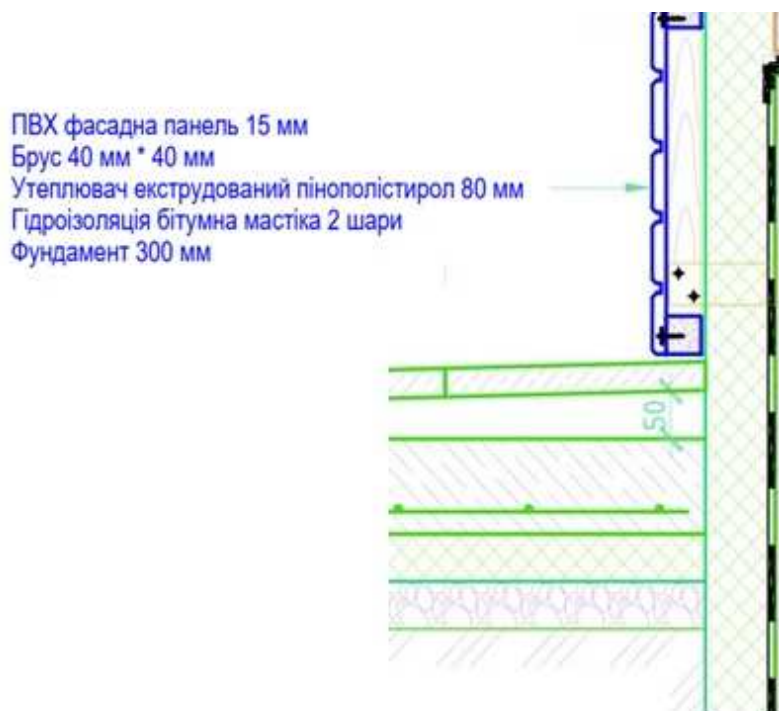 ПВХ фасадна панель 15 мм
Брус 40 мм * 40 мм
Утеплювач екструдований пінополістирол 80 мм
Гідроізоляція бітумна мастіка 2 шари
Фундамент 300 мм
50